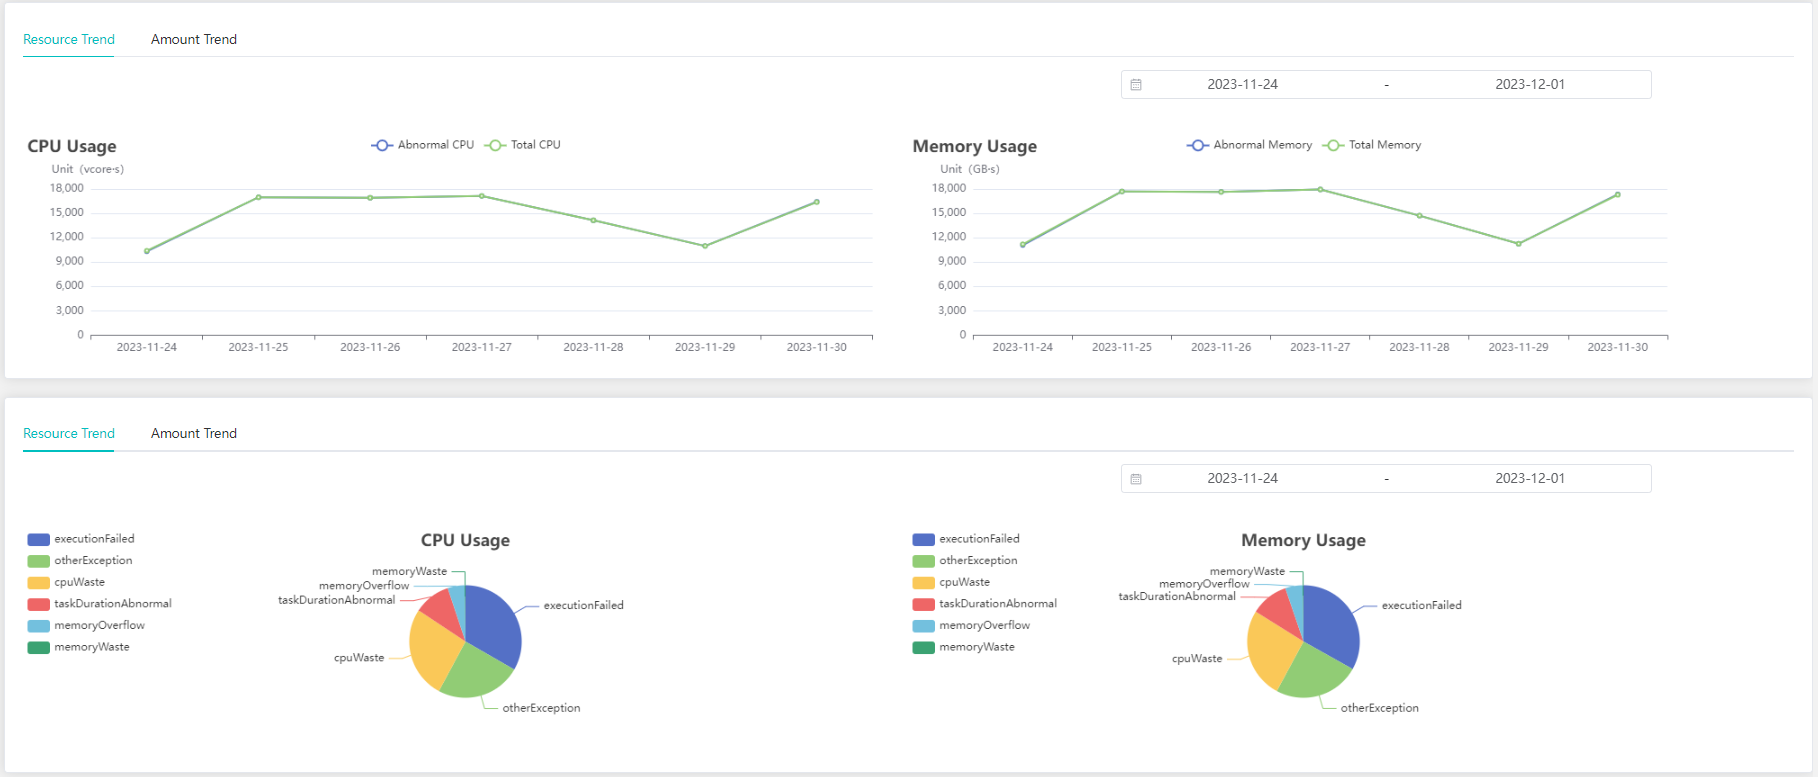 Resource Trend Amount Trend
2023-11-24 - 2023-12-01
CPU Usage
Abnormal CPU Total CPU
Unit (vcore·s)
18,000
15,000
12,000
9,000
6,000
3,000
0
2023-11-24 2023-11-25 2023-11-26 2023-11-27 2023-11-28 2023-11-29 2023-11-30
Memory Usage
Abnormal Memory Total Memory
Unit (GB·s)
18,000
15,000
12,000
9,000
6,000
3,000
0
2023-11-24 2023-11-25 2023-11-26 2023-11-27 2023-11-28 2023-11-29 2023-11-30
Resource Trend Amount Trend
2023-11-24 - 2023-12-01
executionFailed
otherException
cpuWaste
taskDurationAbnormal
memoryOverflow
memoryWaste
CPU Usage
memoryWaste
memoryOverflow
taskDurationAbnormal
executionFailed
cpuWaste
otherException
executionFailed
otherException
cpuWaste
taskDurationAbnormal
memoryOverflow
memoryWaste
Memory Usage
memoryWaste
memoryOverflow
taskDurationAbnormal
executionFailed
cpuWaste
otherException